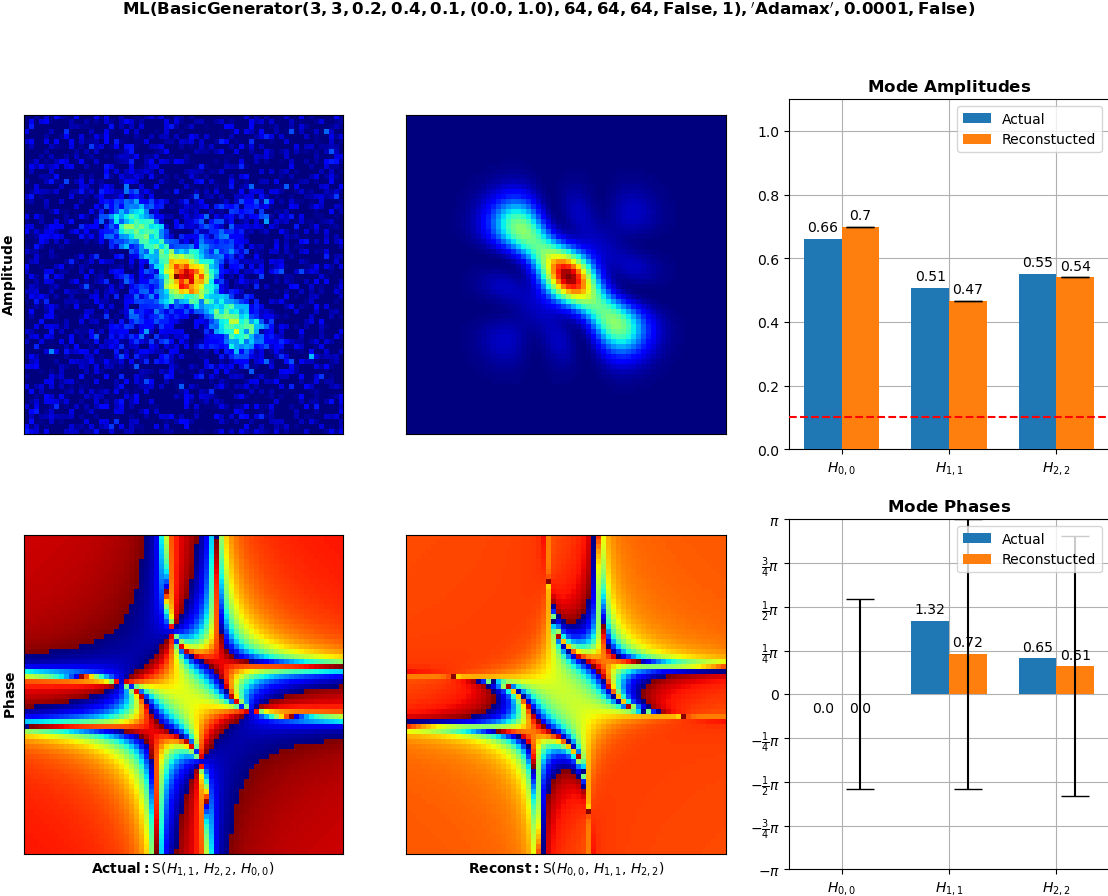 ML(BasicGenerator(3, 3, 0.2, 0.4, 0.1, (0.0, 1.0), 64, 64, 64, False, 1), ′Adamax′, 0.0001, False)
Amplitude
Mode Amplitudes
Actual
Reconstucted
1.0
0.8
0.6
0.4
0.2
0.0
0.66
0.7
0.51
0.47
0.55
0.54
H0,0
H1,1
H2,2
Phase
Actual: S(H1,1, H2,2, H0,0)
Reconst: S(H0,0, H1,1, H2,2)
Mode Phases
Actual
Reconstucted
π
3/4π
1/2π
1/4π
0
−1/4π
−1/2π
−3/4π
−π
0.0
0.0
1.32
0.72
0.65
0.51
H0,0
H1,1
H2,2